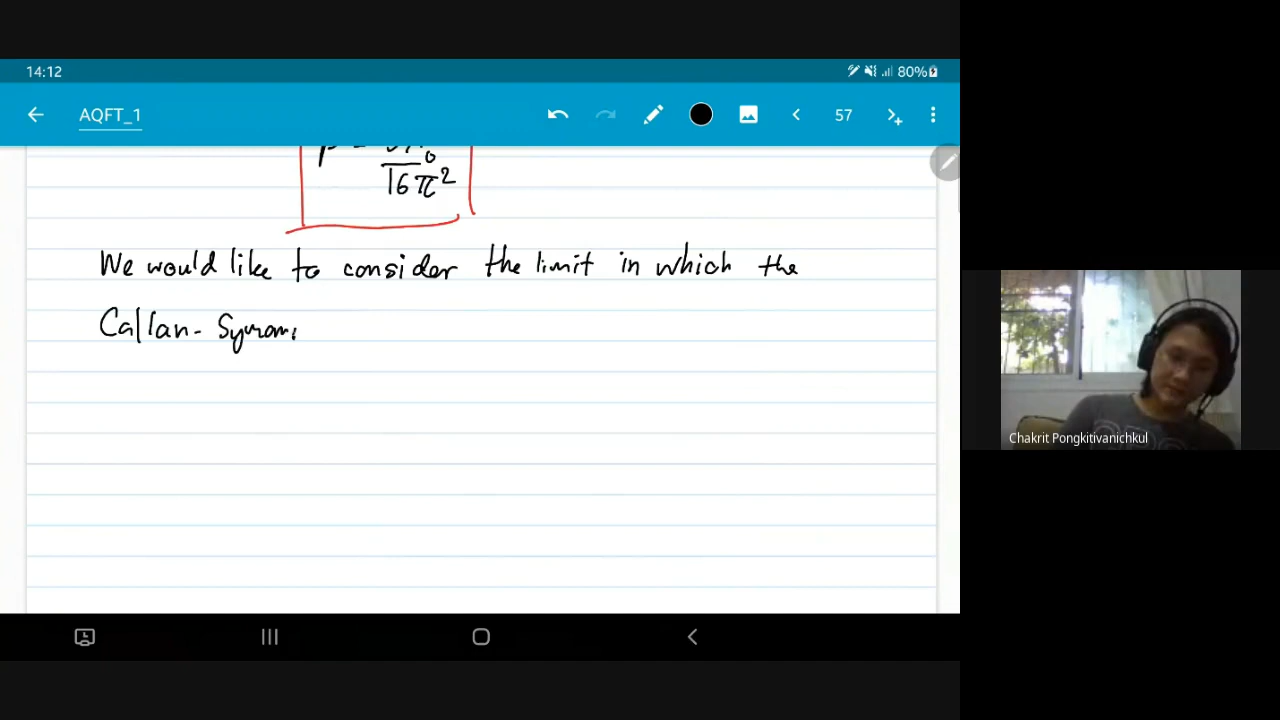 14:12
80%
AQFT_1
57
16π²
We would like to consider the limit in which the
Callan-Syman
Chakrit Pongkitivanichkul